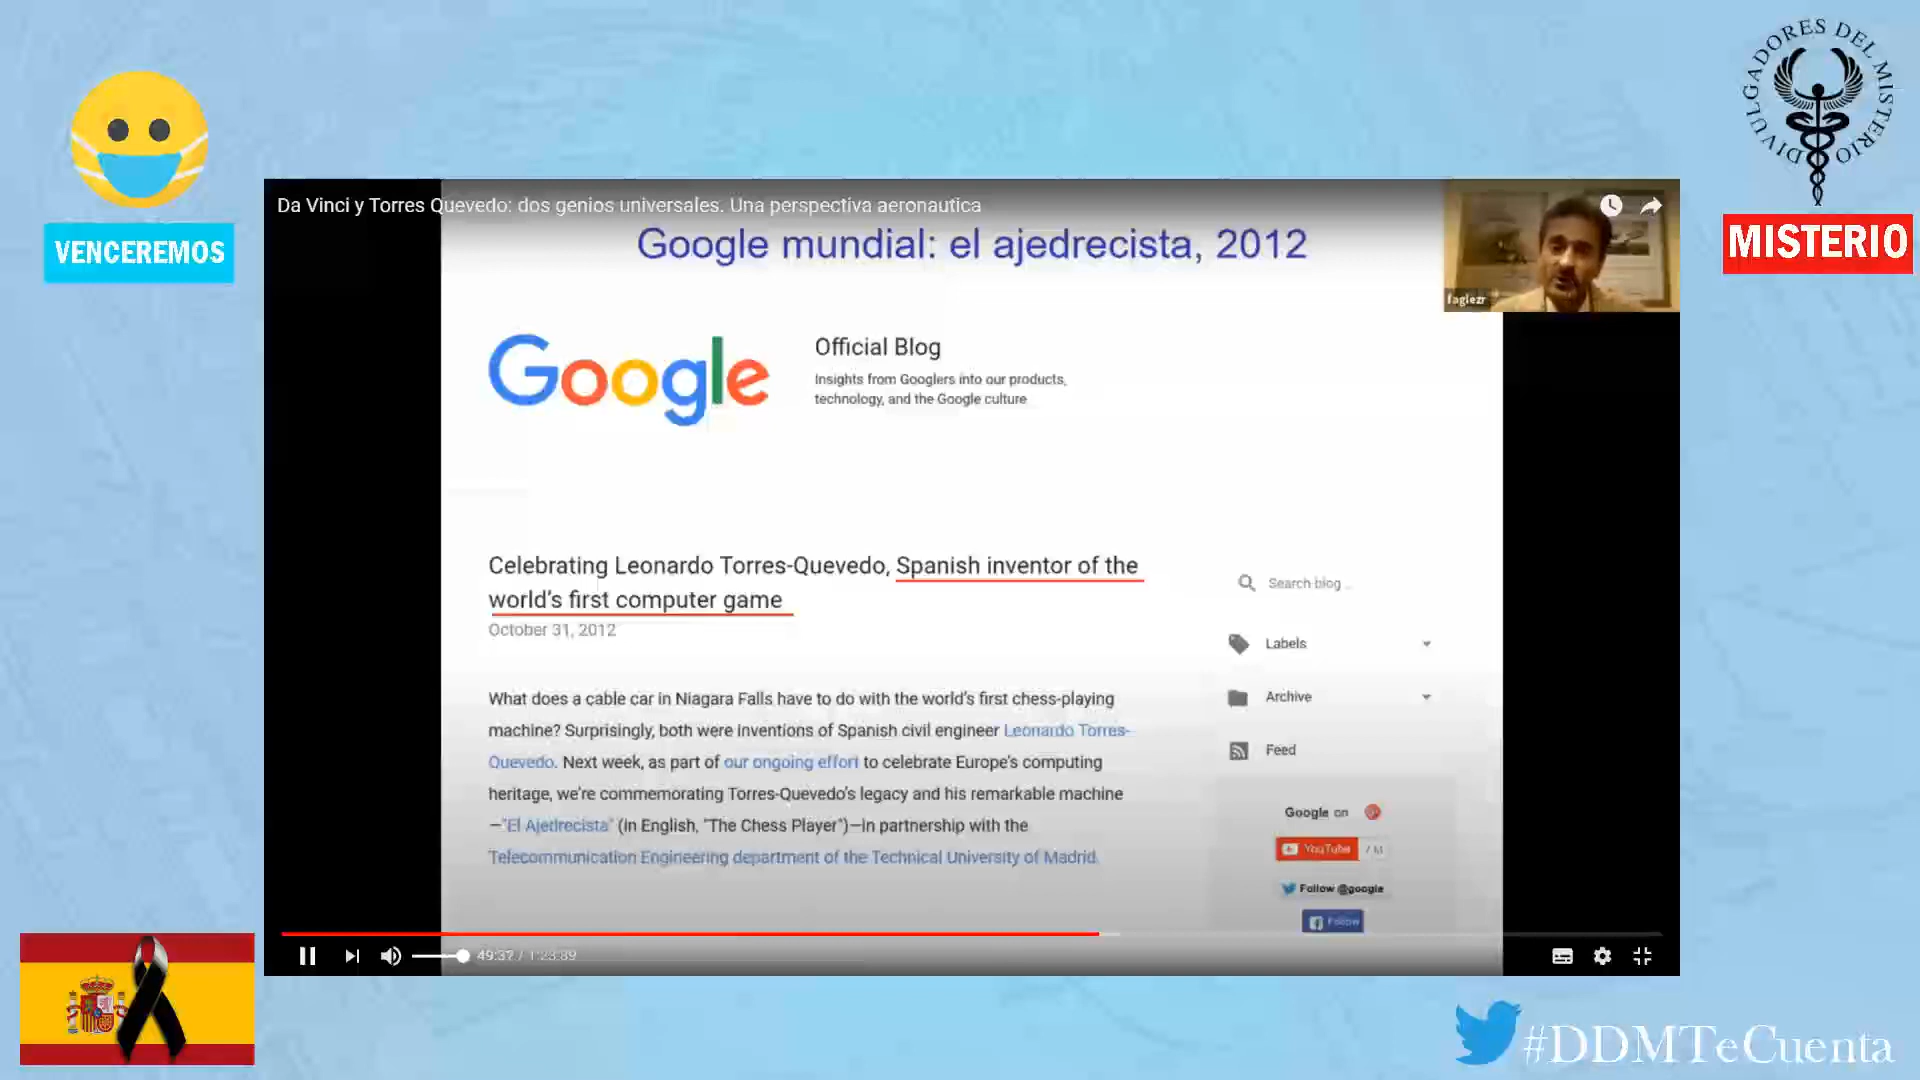 DIVULGADORES DEL MISTERIO
VENCEREMOS
MISTERIO
Da Vinci y Torres Quevedo: dos genios universales. Una perspectiva aeronautica
Google mundial: el ajedrecista, 2012
faglezr
Google
Official Blog
Insights from Googlers into our products,
technology, and the Google culture
Celebrating Leonardo Torres-Quevedo, Spanish inventor of the
world's first computer game
October 31, 2012
Search blog ...
Labels
Archive
Feed
What does a cable car in Niagara Falls have to do with the world's first chess-playing
machine? Surprisingly, both were inventions of Spanish civil engineer Leonardo Torres-
Quevedo. Next week, as part of our ongoing effort to celebrate Europe's computing
heritage, we're commemorating Torres-Quevedo's legacy and his remarkable machine
—"El Ajedrecista" (in English, "The Chess Player")—in partnership with the
Telecommunication Engineering department of the Technical University of Madrid.
Google on
YouTube
Follow @google
Follow
49:37 /
#DDMTeCuenta